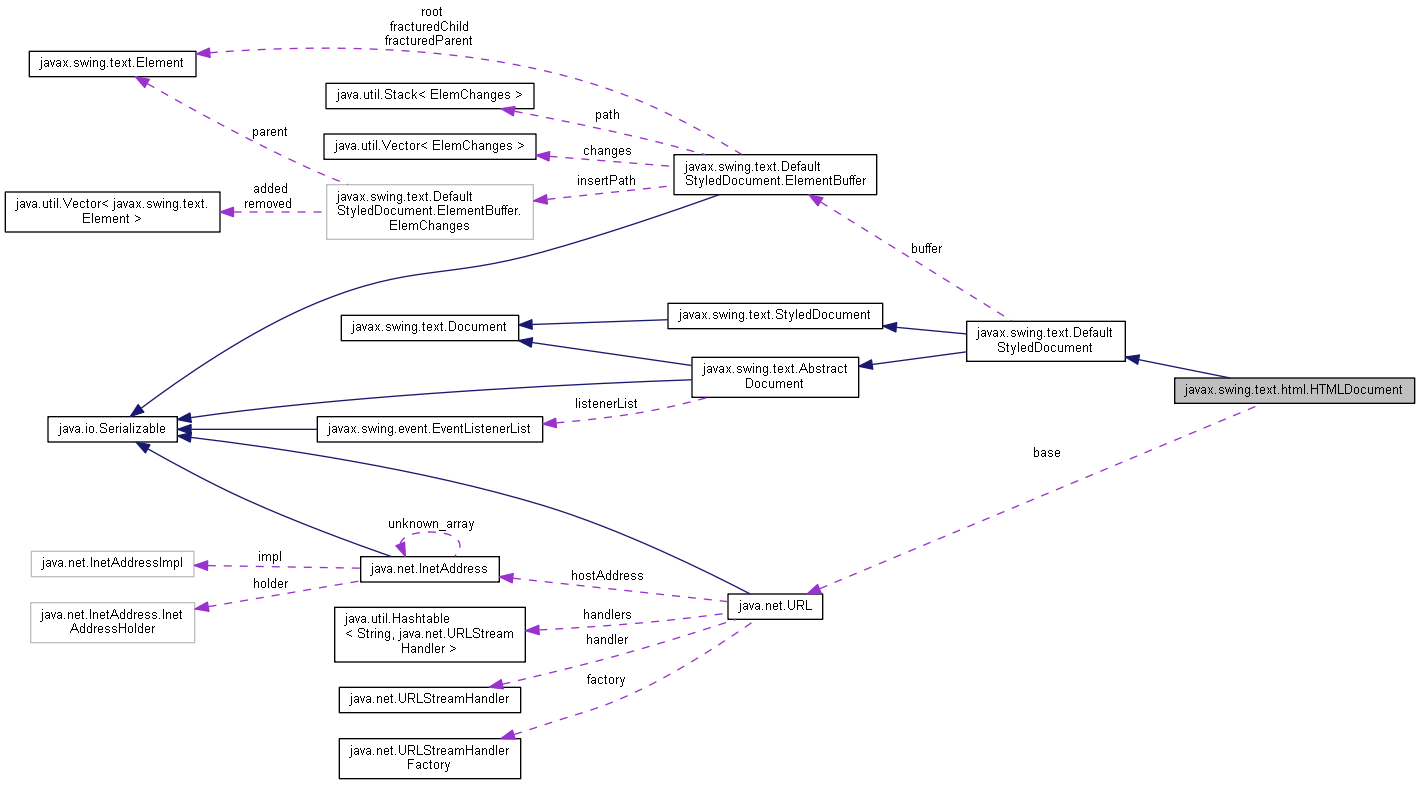 root
fracturedChild
fracturedParent
javax.swing.text.Element
java.util.Stack< ElemChanges >
path
parent
java.util.Vector< ElemChanges >
changes
javax.swing.text.Default
StyledDocument.ElementBuffer
insertPath
added
removed
java.util.Vector< javax.swing.text.
Element >
javax.swing.text.Default
StyledDocument.ElementBuffer.
ElemChanges
buffer
javax.swing.text.Document
javax.swing.text.StyledDocument
javax.swing.text.Default
StyledDocument
javax.swing.text.Abstract
Document
javax.swing.text.html.HTMLDocument
listenerList
java.io.Serializable
javax.swing.event.EventListenerList
base
unknown_array
impl
java.net.InetAddressImpl
java.net.InetAddress
hostAddress
holder
java.net.InetAddress.Inet
AddressHolder
java.net.URL
java.util.Hashtable
< String, java.net.URLStream
Handler >
handlers
handler
factory
java.net.URLStreamHandler
java.net.URLStreamHandler
Factory